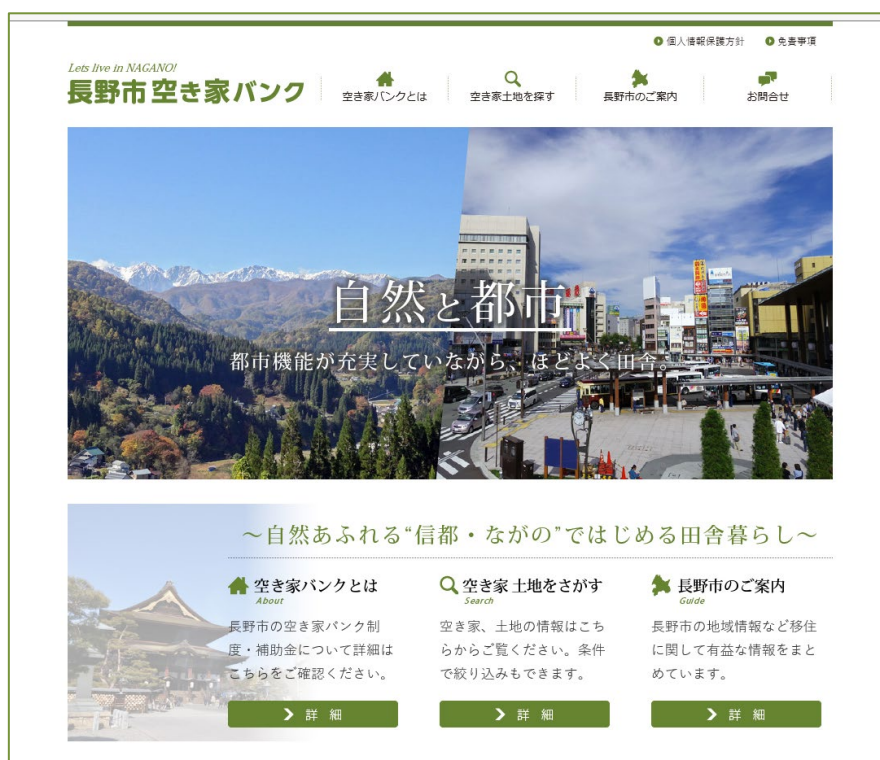 個人情報保護方針
免責事項
Lets live in NAGANO!
長野市空き家バンク
空き家バンクとは
空き家土地を探す
長野市のご案内
お問合せ
自然と都市
都市機能が充実していながら、ほどよく田舎。
～自然あふれる“信都・ながの”ではじめる田舎暮らし～
空き家バンクとは
About
長野市の空き家バンク制
度・補助金について詳細は
こちらをご確認ください。
詳 細
空き家 土地をさがす
Search
空き家、土地の情報はこち
らからご覧ください。条件
で絞り込みもできます。
詳 細
長野市のご案内
Guide
長野市の地域情報など移住
に関して有益な情報をまと
めています。
詳 細